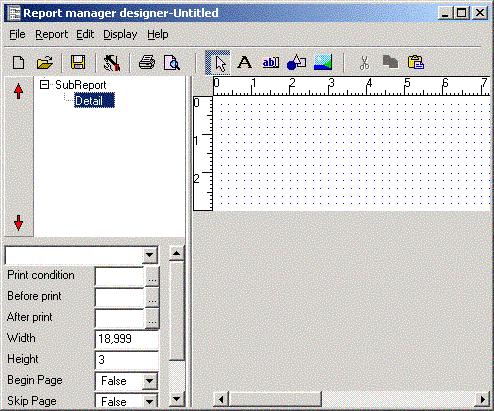 Report manager designer-Untitled
File Report Edit Display Help
A ab
SubReport
Detail
0 1 2 3 4 5 6 7
0
1
2
Print condition ...
Before print ...
After print ...
Width 18,999
Height 3
Begin Page False
Skip Page False